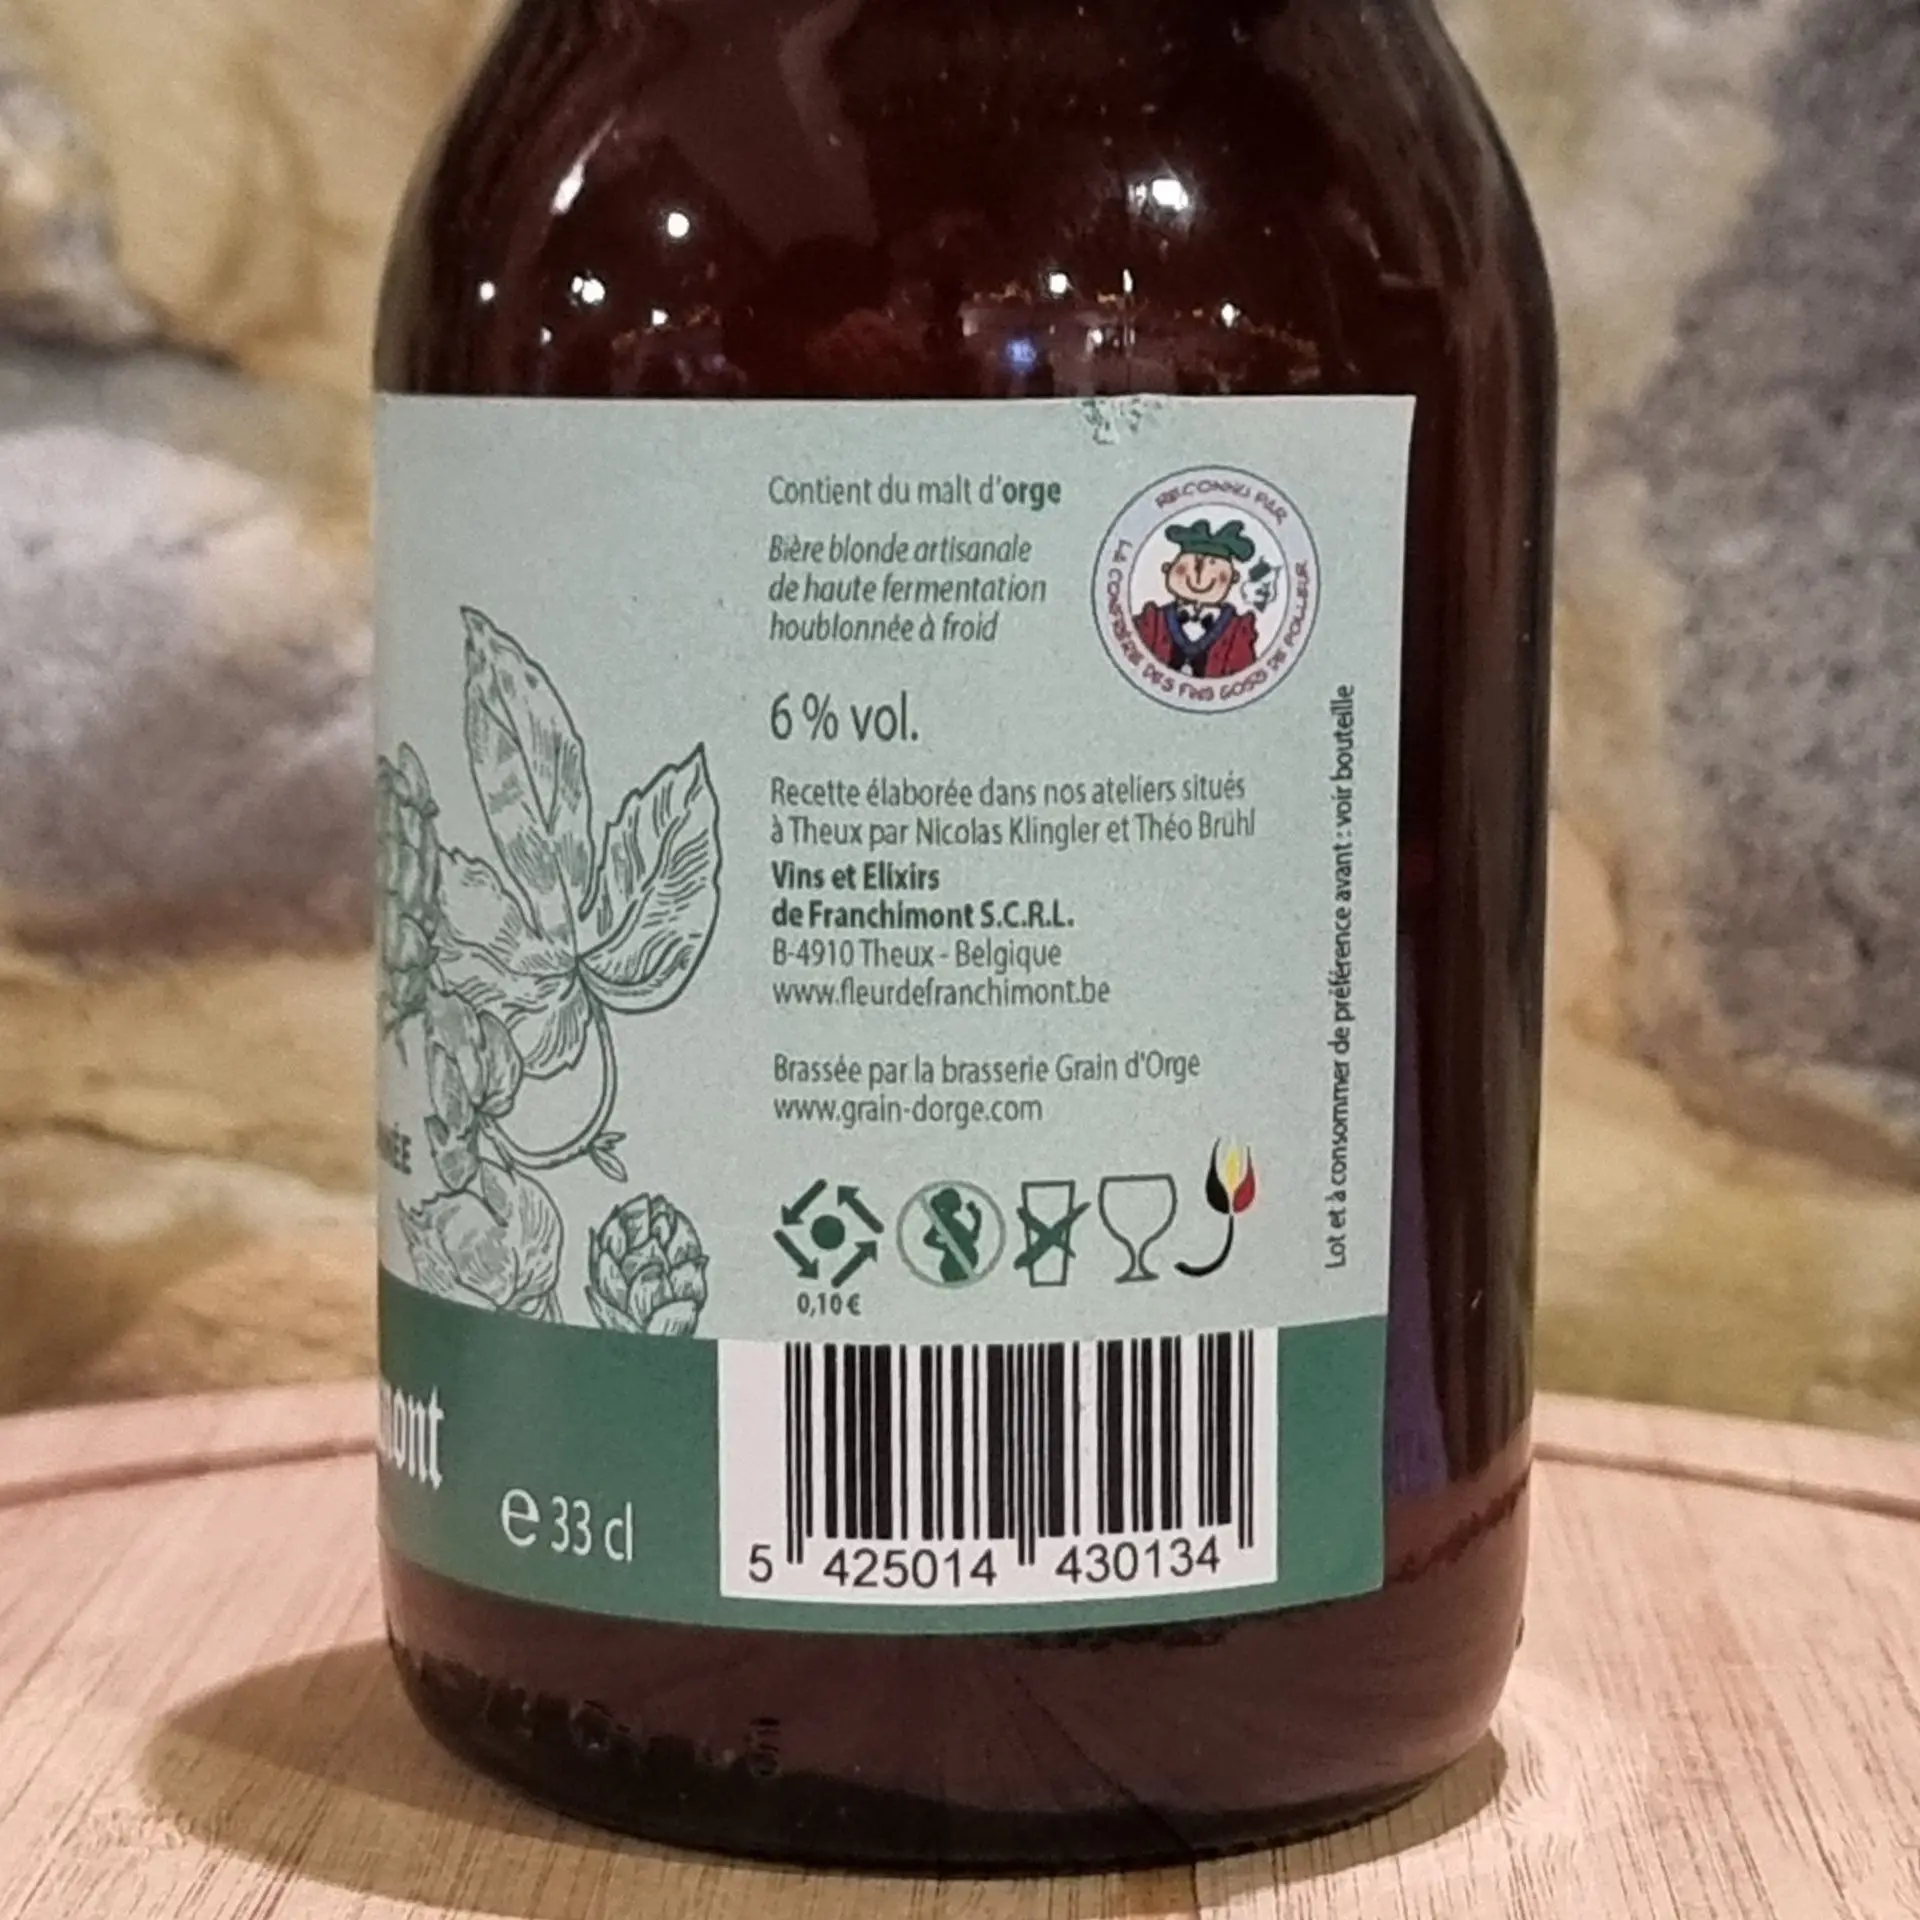 Contient du malt d'orge
Bière blonde artisanale
de haute fermentation
houblonnée à froid
RECONNU PAR
LA CONFRÉRIE DES FINS GOSIS DE POLLEUR
6 % vol.
Recette élaborée dans nos ateliers situés
à Theux par Nicolas Klingler et Théo Bruhl
Vins et Elixirs
de Franchimont S.C.R.L.
B-4910 Theux - Belgique
www.fleurdefranchimont.be
Brassée par la brasserie Grain d'Orge
www.grain-dorge.com
0,10 €
Lot et à consommer de préférence avant : voir bouteille
mont
e 33 cl
5 425014 430134